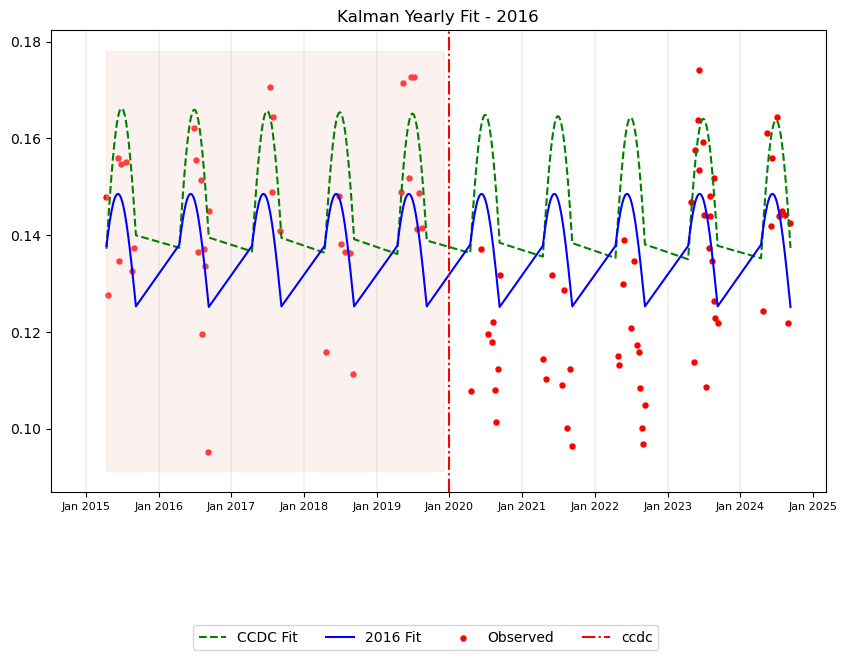 Kalman Yearly Fit - 2016
0.18
0.16
0.14
0.12
0.10
Jan 2015 Jan 2016 Jan 2017 Jan 2018 Jan 2019 Jan 2020 Jan 2021 Jan 2022 Jan 2023 Jan 2024 Jan 2025
CCDC Fit 2016 Fit Observed ccdc